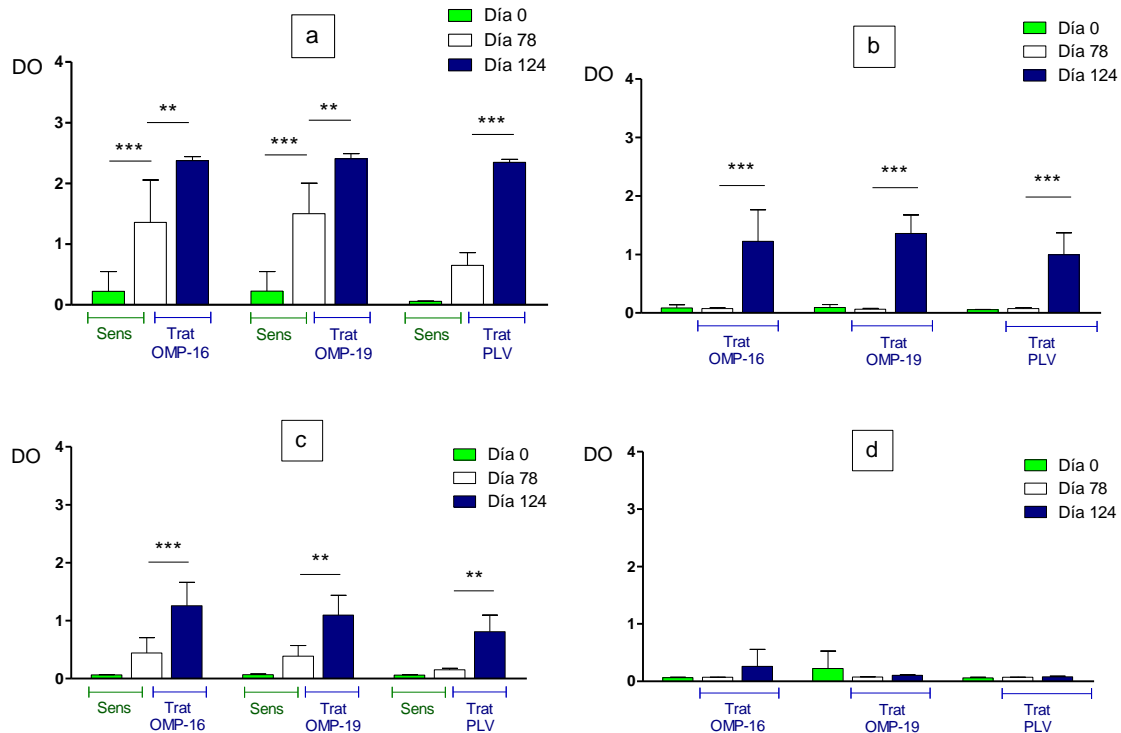 a
Día 0
Día 78
Día 124
DO
4
3
2
1
0
*** ** *** ** ***
Sens Trat Sens Trat Sens Trat
OMP-16 OMP-19 PLV
b
Día 0
Día 78
Día 124
DO
4
3
2
1
0
*** *** ***
Trat Trat Trat
OMP-16 OMP-19 PLV
c
Día 0
Día 78
Día 124
DO
4
3
2
1
0
*** ** **
Sens Trat Sens Trat Sens Trat
OMP-16 OMP-19 PLV
d
Día 0
Día 78
Día 124
DO
4
3
2
1
0
Trat Trat Trat
OMP-16 OMP-19 PLV